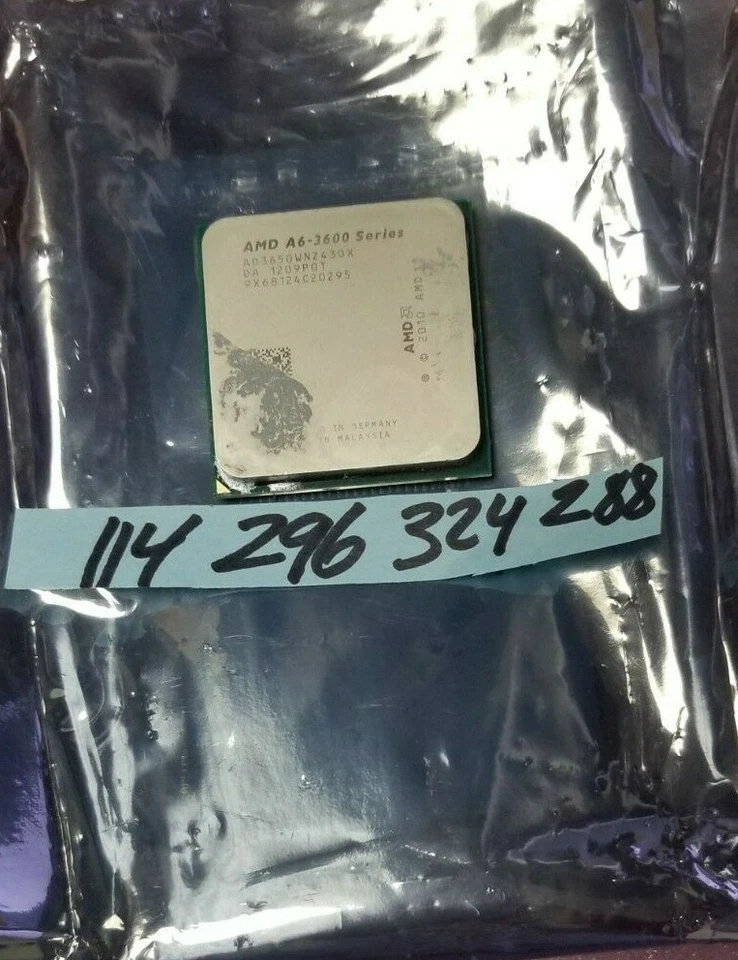 AMD A6-3600 Series
AD3650WNZ43GX
DA 1209PGT
9X68124C20295
AMD
© 2010 AMD
IN GERMANY
IN MALAYSIA
114 296 324 288